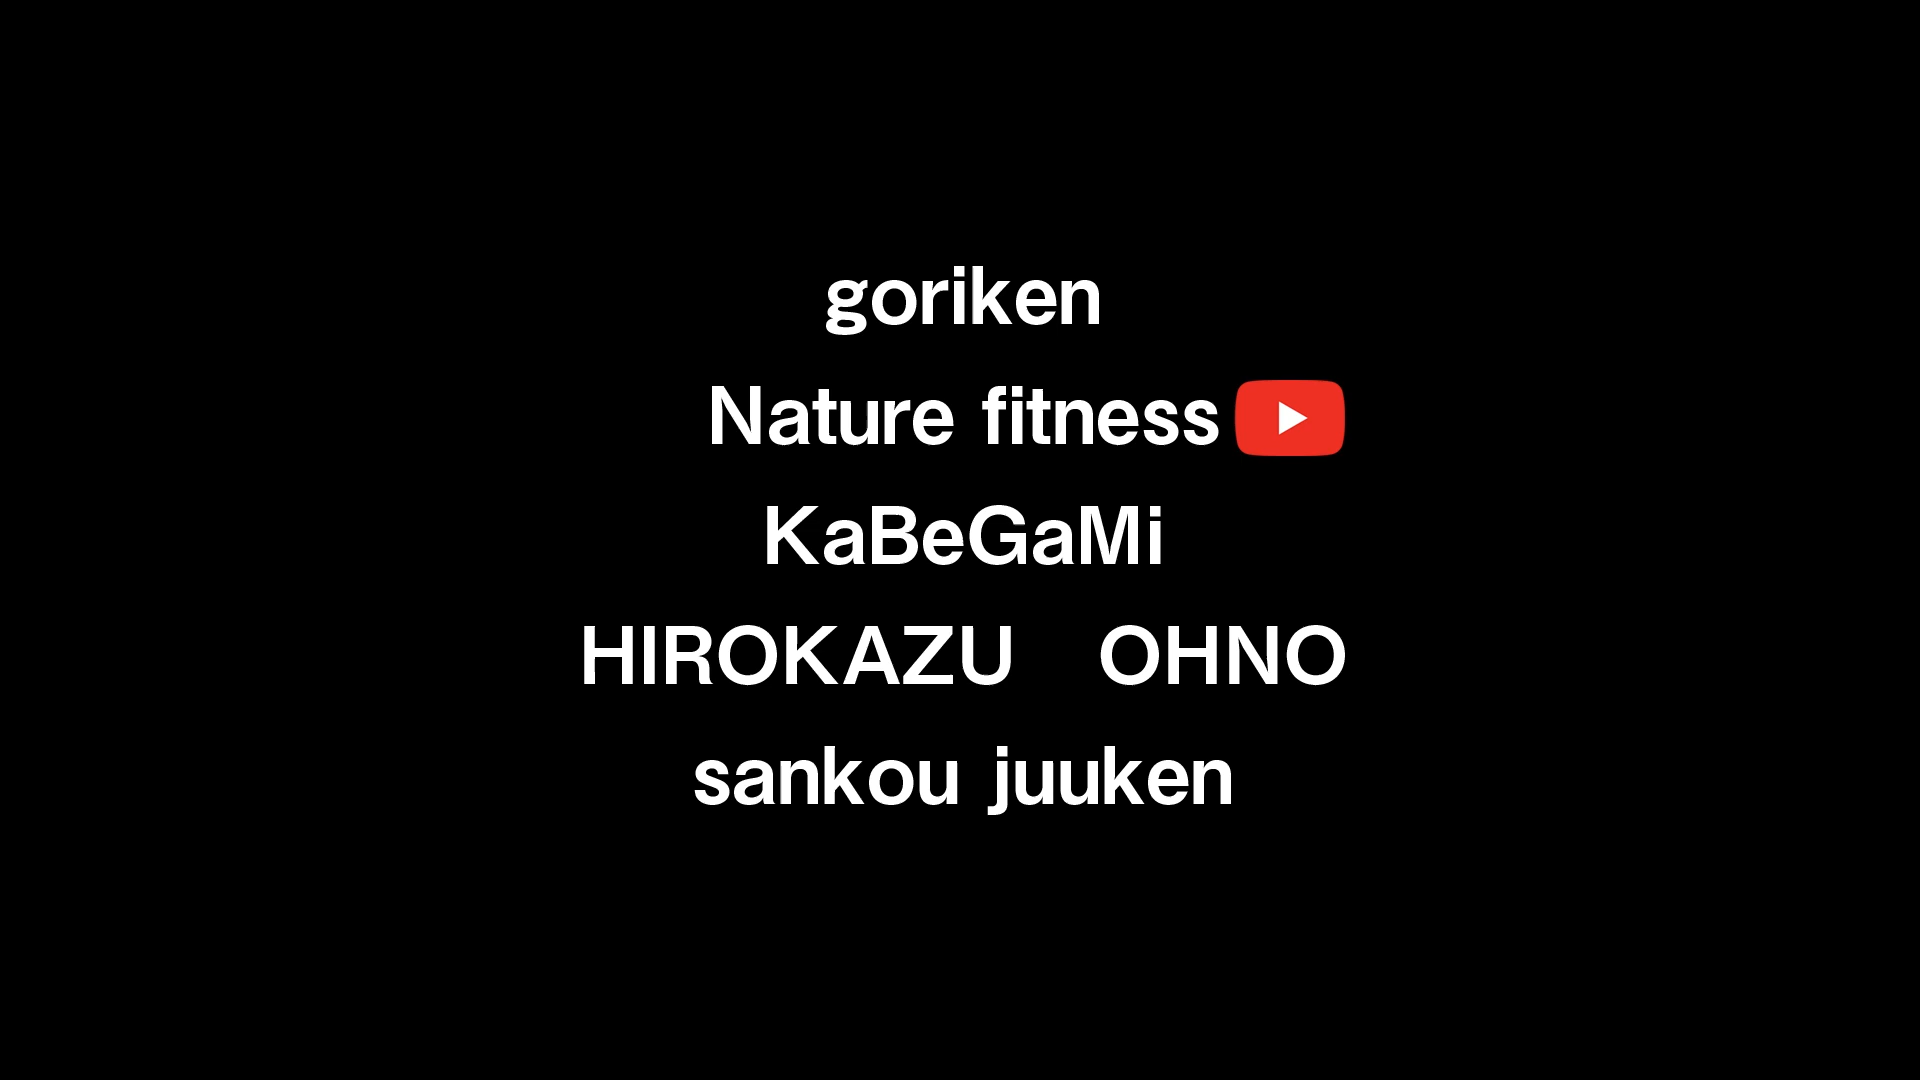 goriken
Nature fitness
KaBeGaMi
HIROKAZU　OHNO
sankou juuken